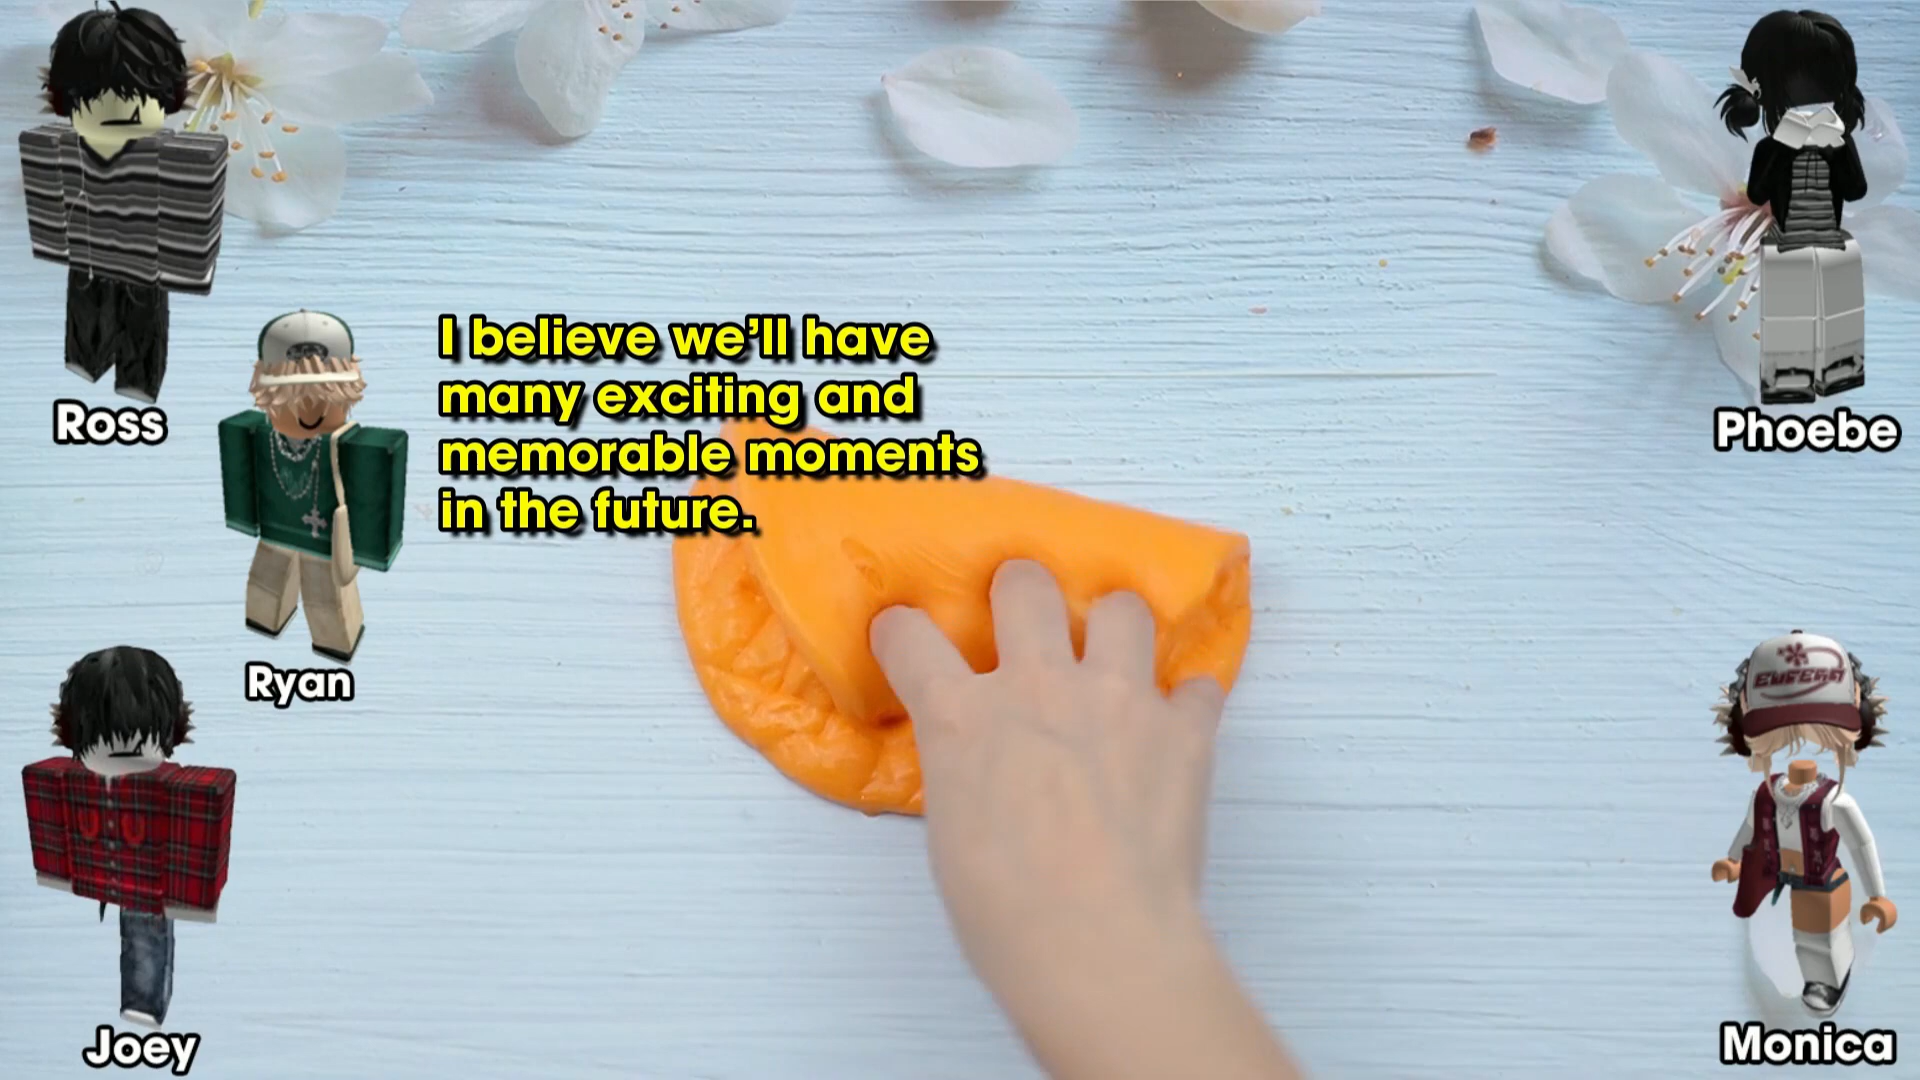 I believe we'll have
many exciting and
memorable moments
in the future.
Ross
Phoebe
Ryan
Joey
Monica